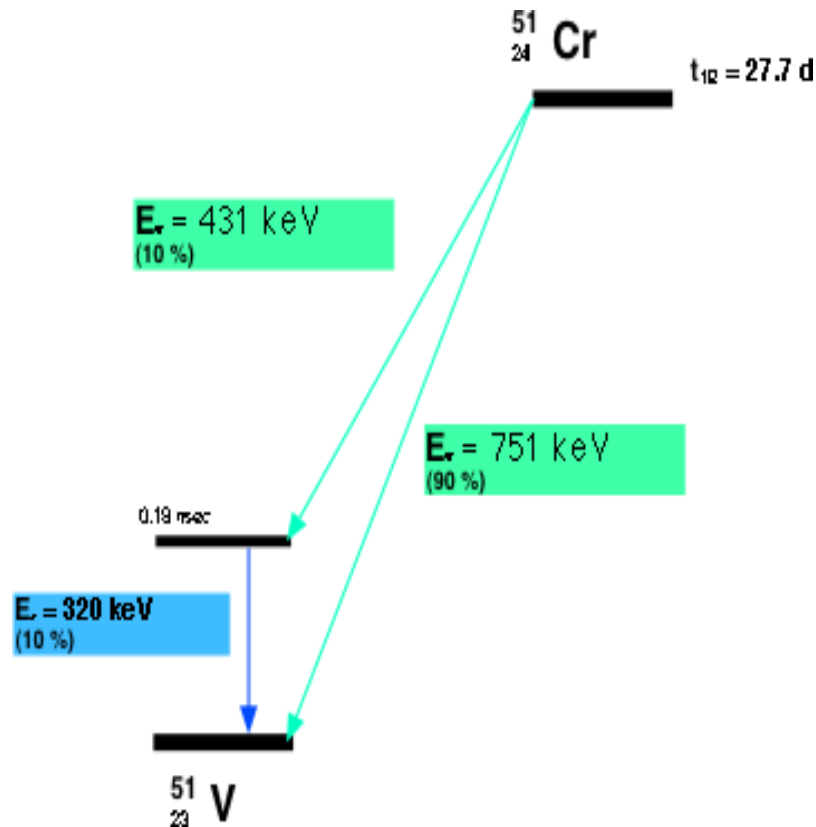 51
24 Cr
t1/2 = 27.7 d
Eν = 431 keV
(10 %)
Eν = 751 keV
(90 %)
0.19 nsec
Eγ = 320 keV
(10 %)
51
23 V